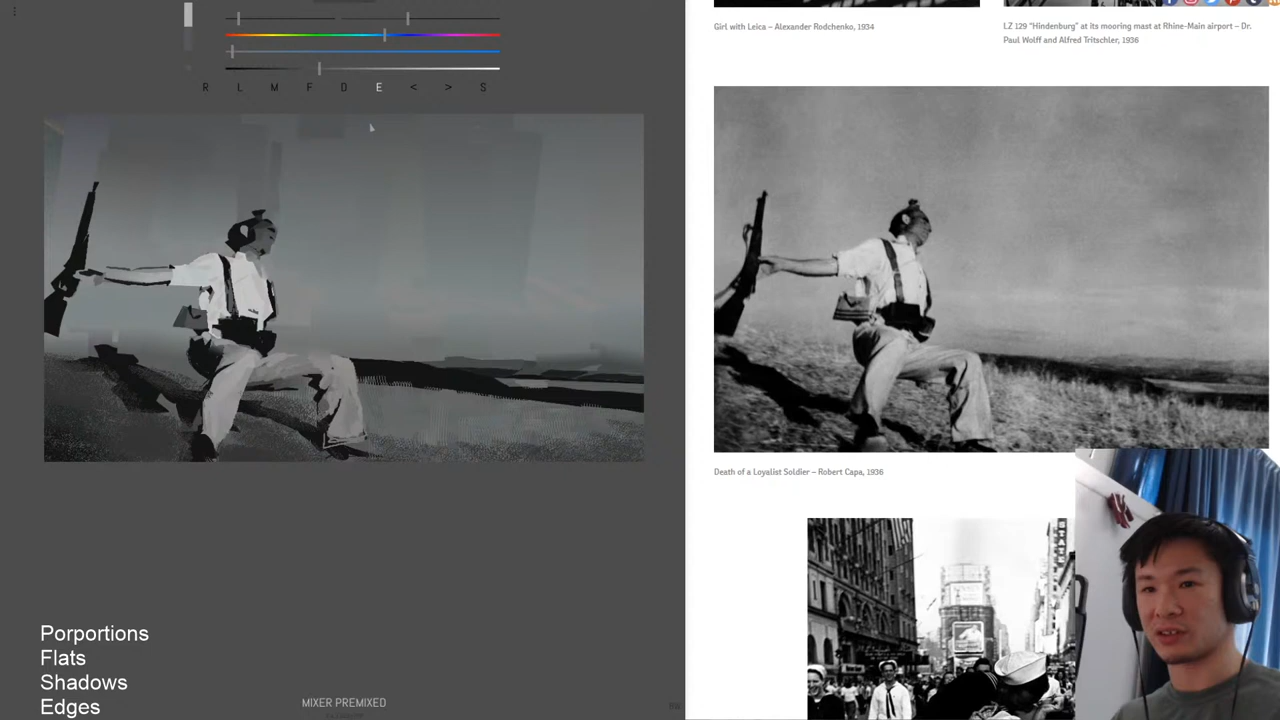 Girl with Leica – Alexander Rodchenko, 1934
LZ 129 “Hindenburg” at its mooring mast at Rhine-Main airport – Dr.
Paul Wolff and Alfred Tritschler, 1936
R L M F D E < > S
Death of a Loyalist Soldier – Robert Capa, 1936
Porportions
Flats
Shadows
Edges
MIXER PREMIXED